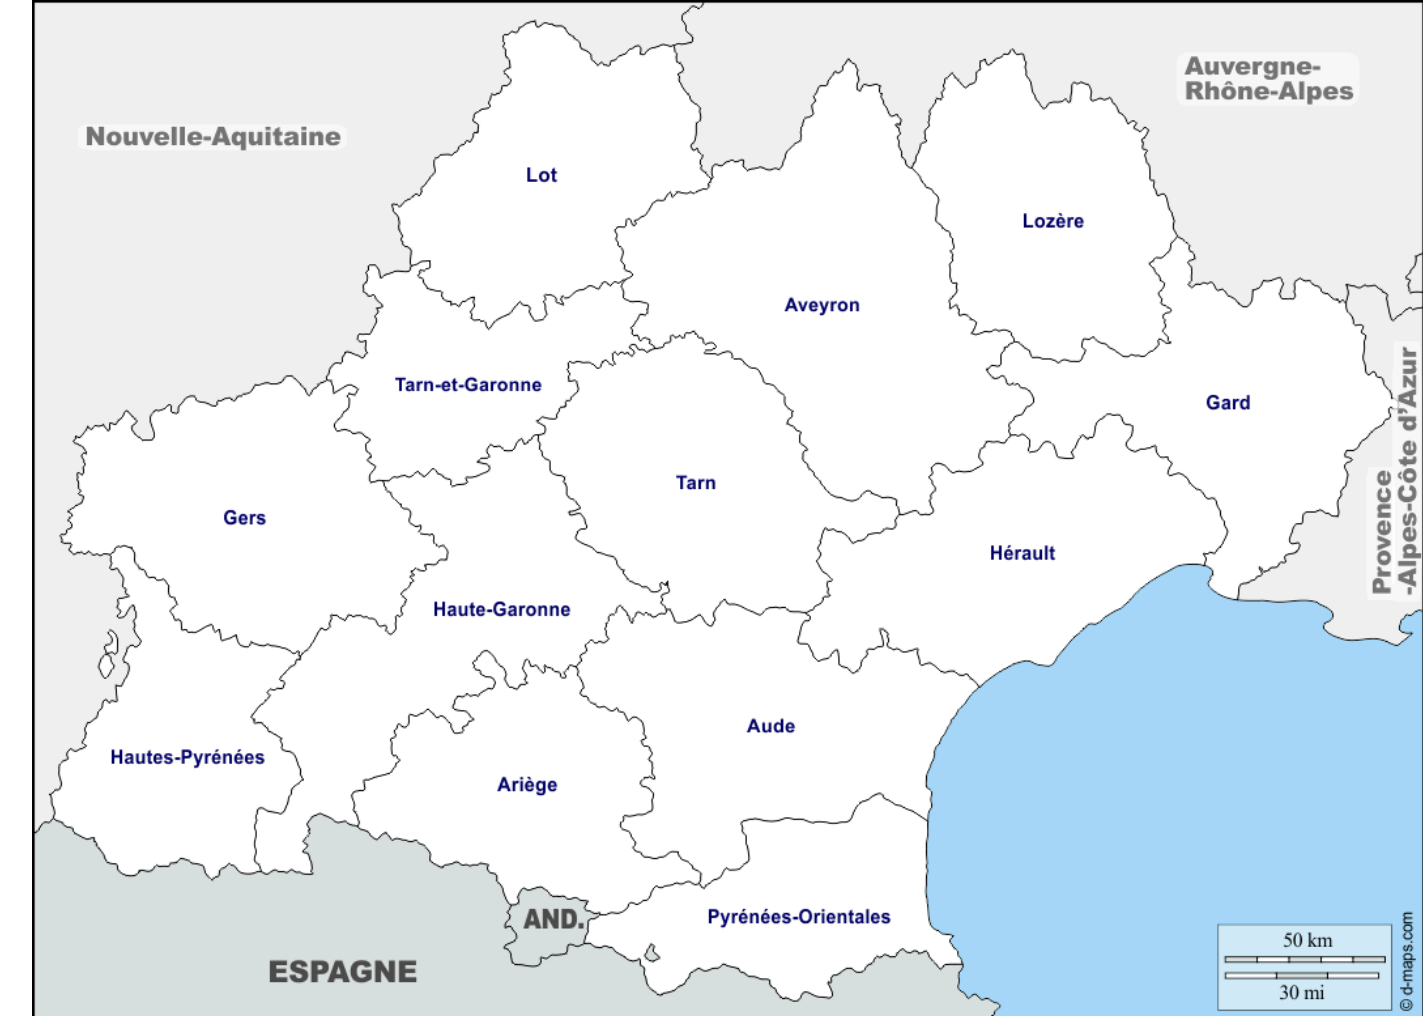 Auvergne-
Rhône-Alpes
Nouvelle-Aquitaine
Lot
Lozère
Aveyron
Tarn-et-Garonne
Gard
Provence
-Alpes-Côte d'Azur
Tarn
Gers
Hérault
Haute-Garonne
Aude
Hautes-Pyrénées
Ariège
Pyrénées-Orientales
AND.
ESPAGNE
50 km
30 mi
© d-maps.com